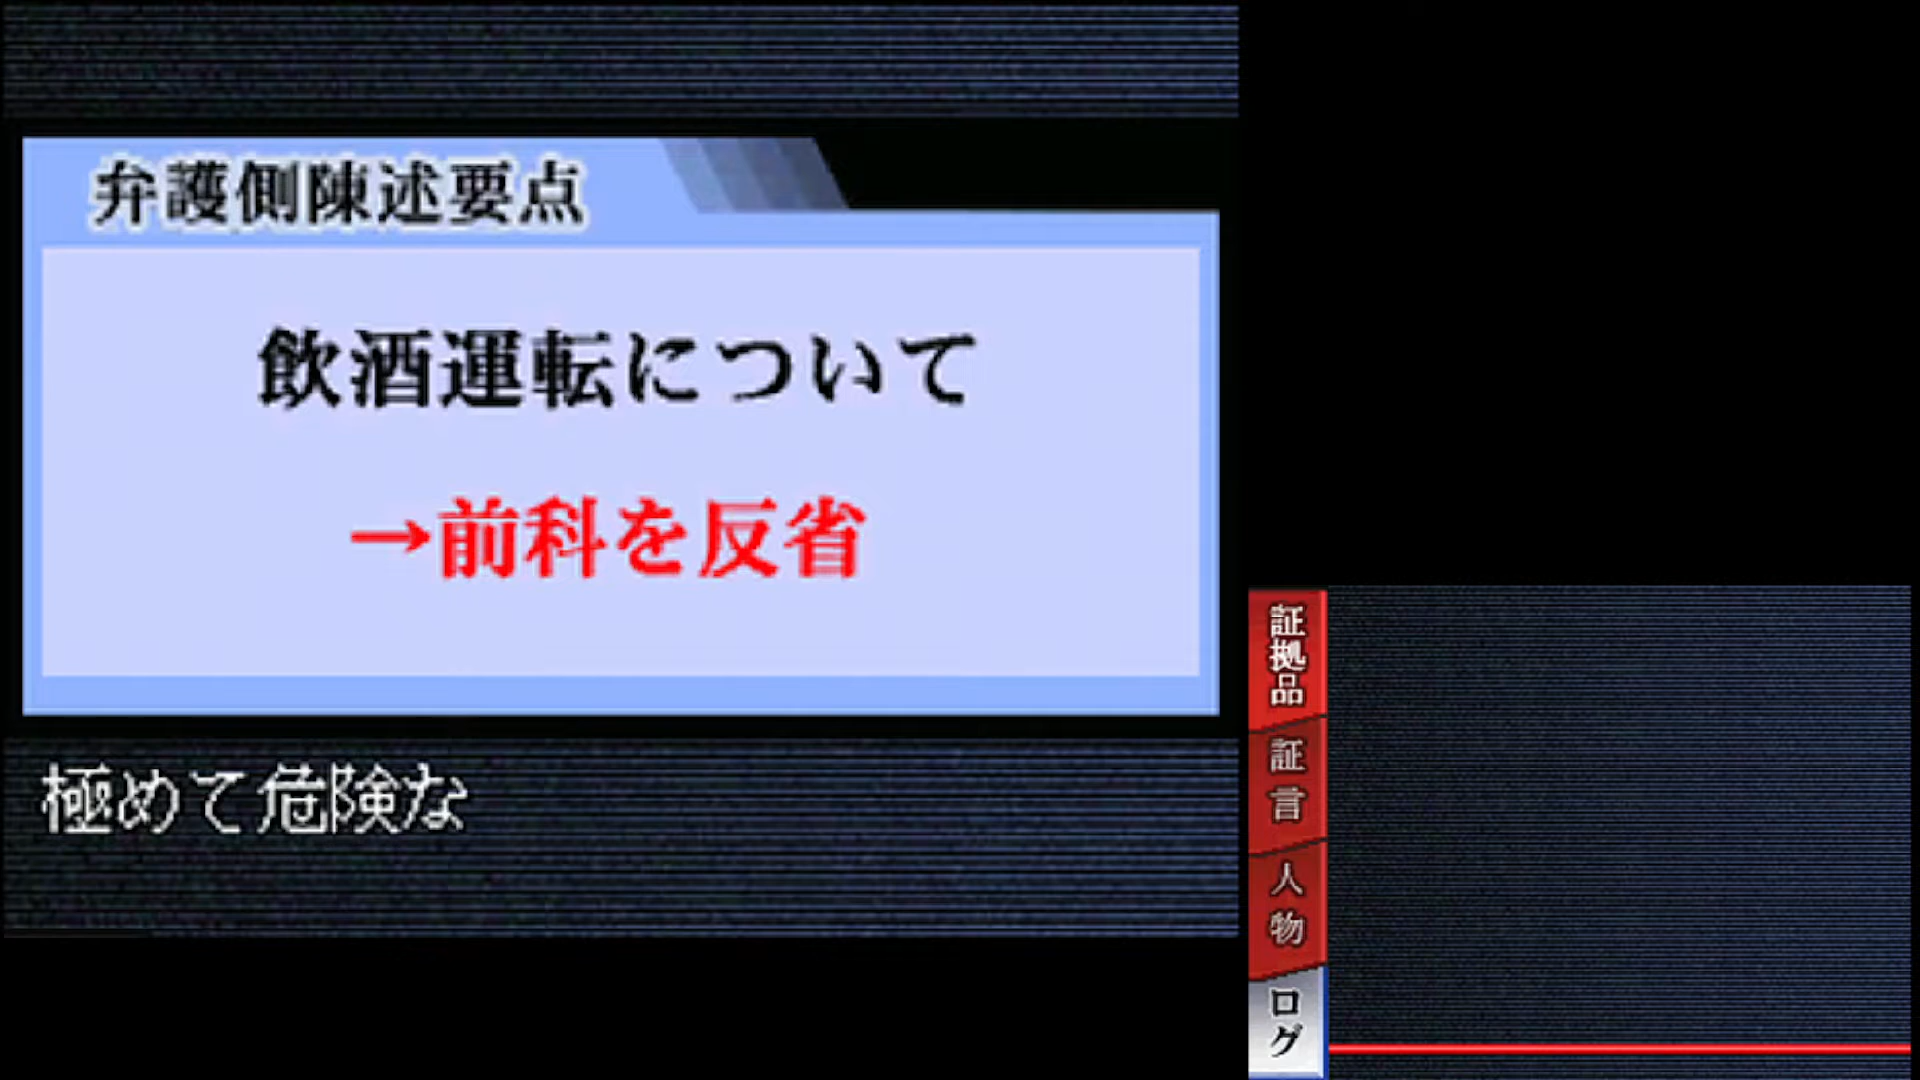 弁護側陳述要点
飲酒運転について
→前科を反省
極めて危険な
証拠品
証言
人物
ログ